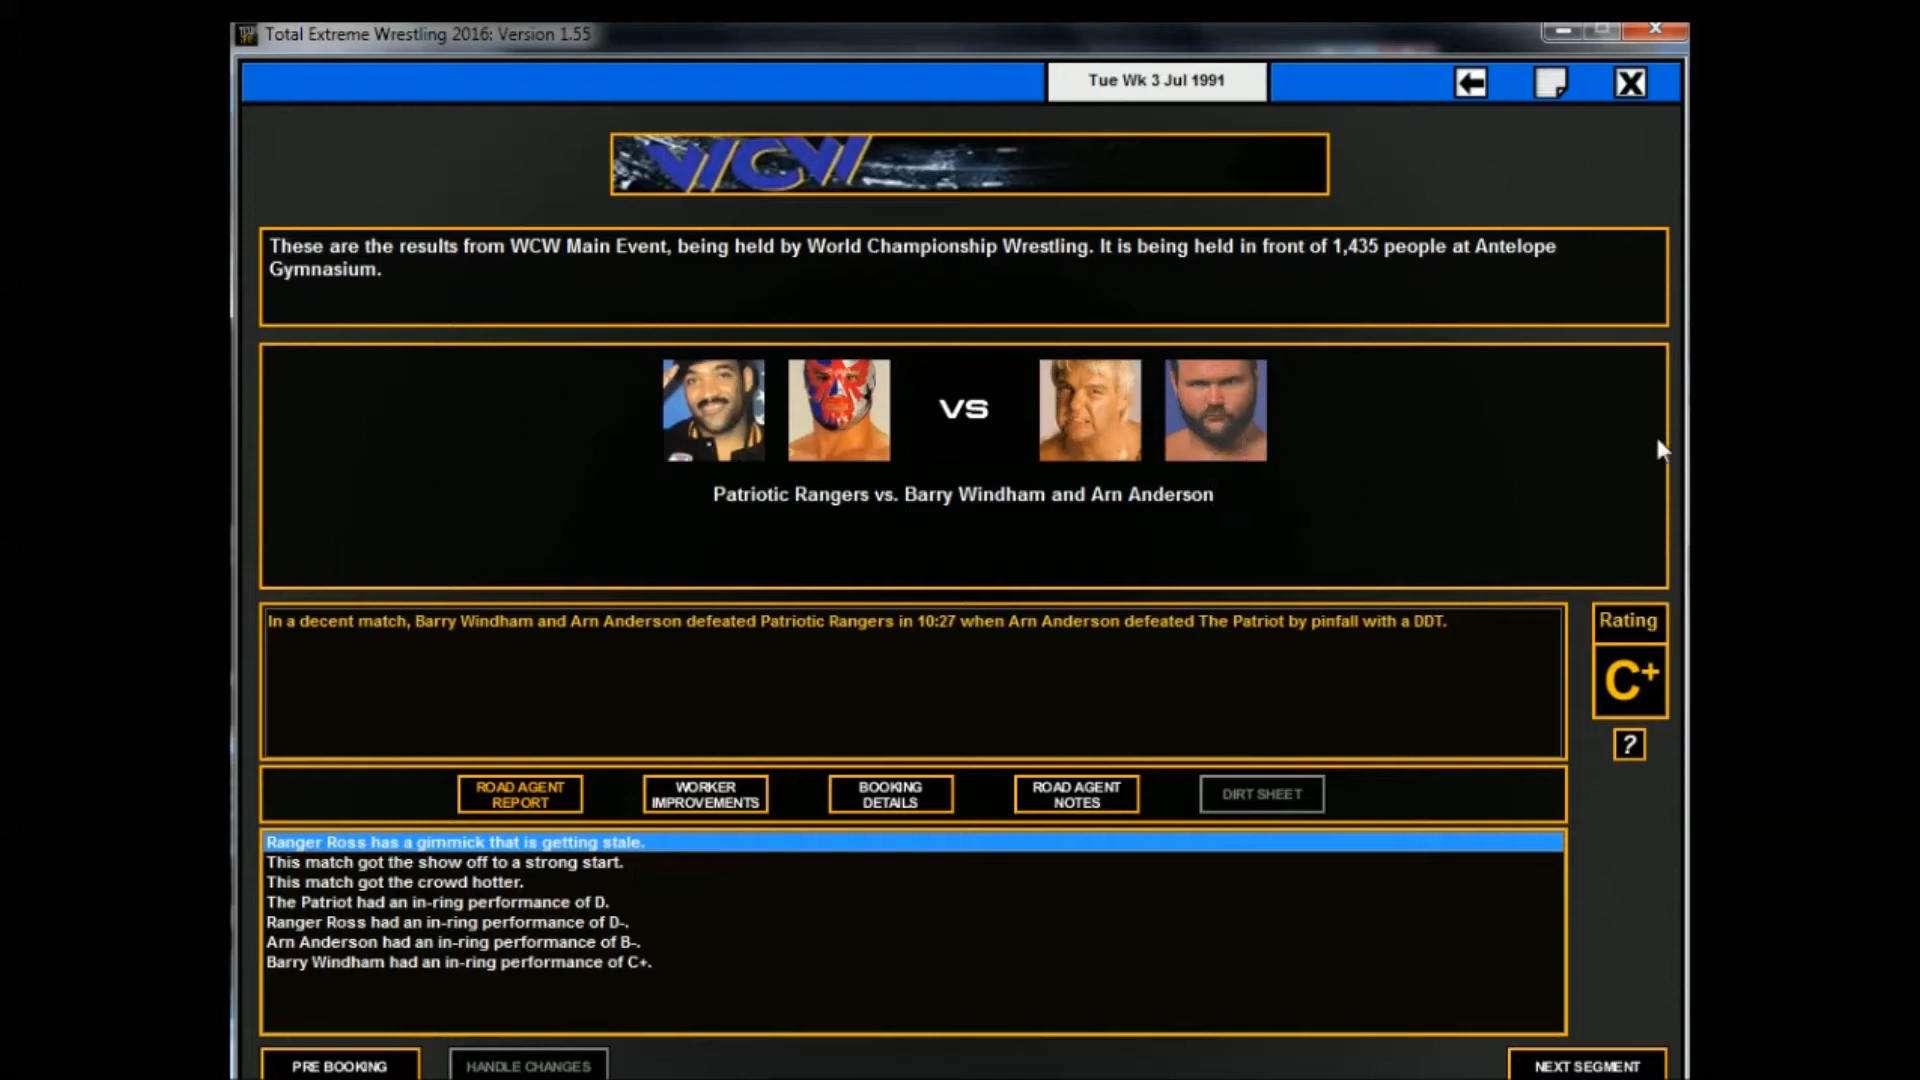 Total Extreme Wrestling 2016: Version 1.55
Tue Wk 3 Jul 1991
WCW
These are the results from WCW Main Event, being held by World Championship Wrestling. It is being held in front of 1,435 people at Antelope
Gymnasium.
VS
Patriotic Rangers vs. Barry Windham and Arn Anderson
In a decent match, Barry Windham and Arn Anderson defeated Patriotic Rangers in 10:27 when Arn Anderson defeated The Patriot by pinfall with a DDT.
Rating
C+
?
ROAD AGENT
REPORT
WORKER
IMPROVEMENTS
BOOKING
DETAILS
ROAD AGENT
NOTES
DIRT SHEET
Ranger Ross has a gimmick that is getting stale.
This match got the show off to a strong start.
This match got the crowd hotter.
The Patriot had an in-ring performance of D.
Ranger Ross had an in-ring performance of D-.
Arn Anderson had an in-ring performance of B-.
Barry Windham had an in-ring performance of C+.
PRE BOOKING
HANDLE CHANGES
NEXT SEGMENT